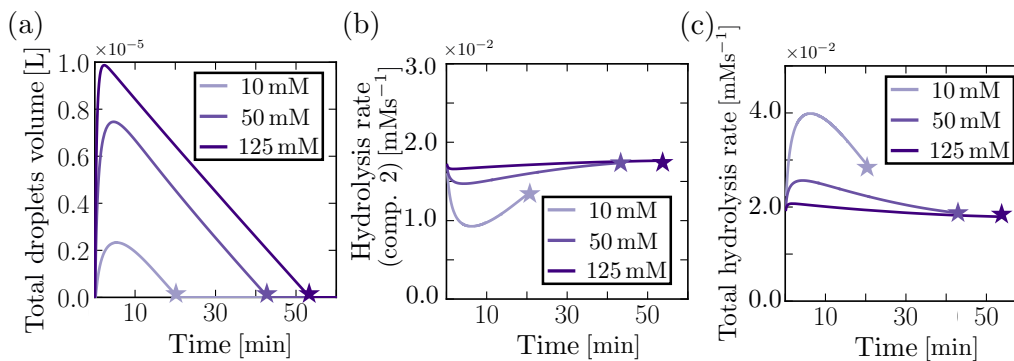 (a)
×10⁻⁵
Total droplets volume [L]
1.0
0.8
0.6
0.4
0.2
0.0
10 mM
50 mM
125 mM
10
30
50
Time [min]
(b)
×10⁻²
Hydrolysis rate
(comp. 2) [mMs⁻¹]
3.0
2.0
1.0
0.0
10 mM
50 mM
125 mM
10
30
50
Time [min]
(c)
×10⁻²
Total hydrolysis rate [mMs⁻¹]
4.0
2.0
0.0
10 mM
50 mM
125 mM
10
30
50
Time [min]